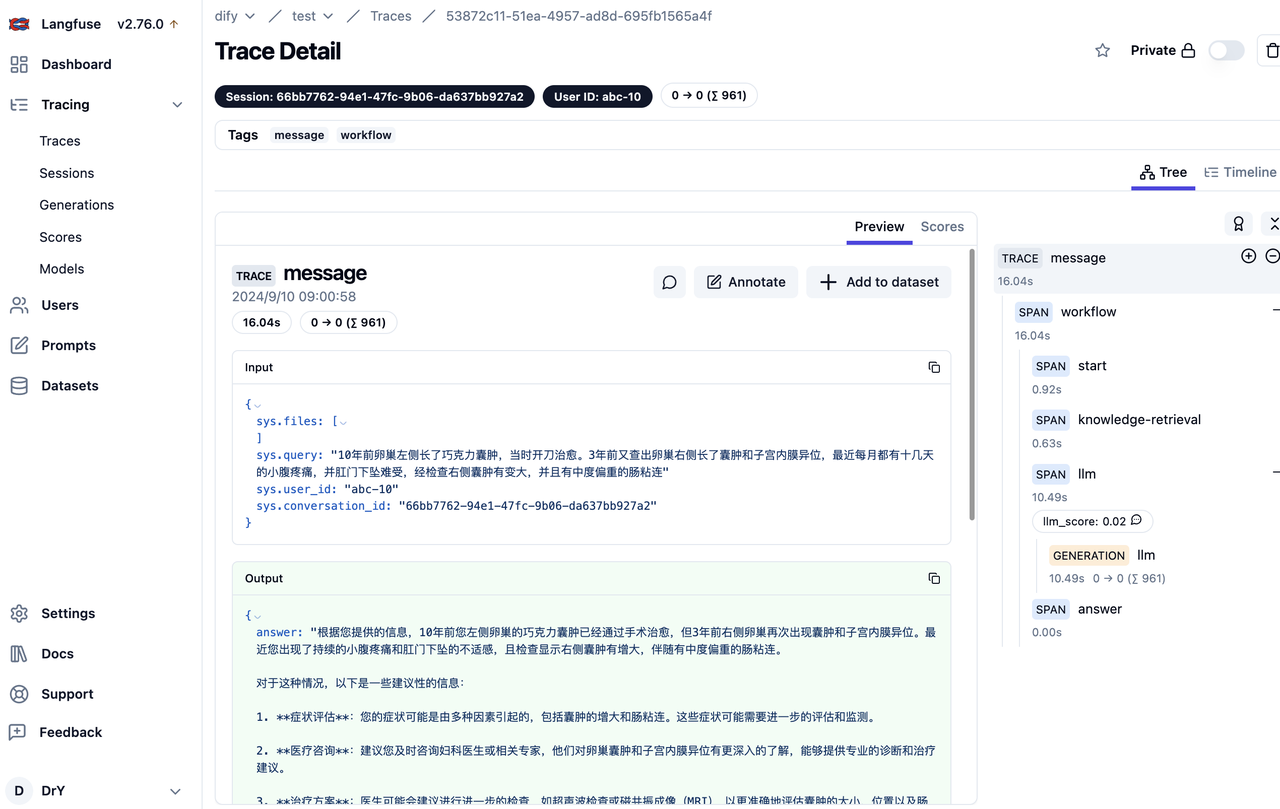 Langfuse v2.76.0
Dashboard
Tracing
Traces
Sessions
Generations
Scores
Models
Users
Prompts
Datasets
Settings
Docs
Support
Feedback
D DrY
dify / test / Traces / 53872c11-51ea-4957-ad8d-695fb1565a4f
Trace Detail
Private
Session: 66bb7762-94e1-47fc-9b06-da637bb927a2 User ID: abc-10 0 → 0 (∑ 961)
Tags message workflow
Tree Timeline
Preview Scores
TRACE message
2024/9/10 09:00:58
Annotate
Add to dataset
16.04s 0 → 0 (∑ 961)
Input
{
sys.files: [
]
sys.query: "10年前卵巢左侧长了巧克力囊肿，当时开刀治愈。3年前又查出卵巢右侧长了囊肿和子宫内膜异位，最近每月都有十几天
的小腹疼痛，并肛门下坠难受，经检查右侧囊肿有变大，并且有中度偏重的肠粘连"
sys.user_id: "abc-10"
sys.conversation_id: "66bb7762-94e1-47fc-9b06-da637bb927a2"
}
Output
{
answer: "根据您提供的信息，10年前您左侧卵巢的巧克力囊肿已经通过手术治愈，但3年前右侧卵巢再次出现囊肿和子宫内膜异位。最
近您出现了持续的小腹疼痛和肛门下坠的不适感，且检查显示右侧囊肿有增大，伴随有中度偏重的肠粘连。
对于这种情况，以下是一些建议性的信息：
1. **症状评估**: 您的症状可能是由多种因素引起的，包括囊肿的增大和肠粘连。这些症状可能需要进一步的评估和监测。
2. **医疗咨询**: 建议您及时咨询妇科医生或相关专家，他们对卵巢囊肿和子宫内膜异位有更深入的了解，能够提供专业的诊断和治疗
建议。
3. **治疗方案**: 医生可能会建议进行进一步的检查，如超声波检查或磁共振成像（MRI），以更准确地评估囊肿的大小、位置以及肠
TRACE message
16.04s
SPAN workflow
16.04s
SPAN start
0.92s
SPAN knowledge-retrieval
0.63s
SPAN llm
10.49s
llm_score: 0.02
GENERATION llm
10.49s 0 → 0 (∑ 961)
SPAN answer
0.00s